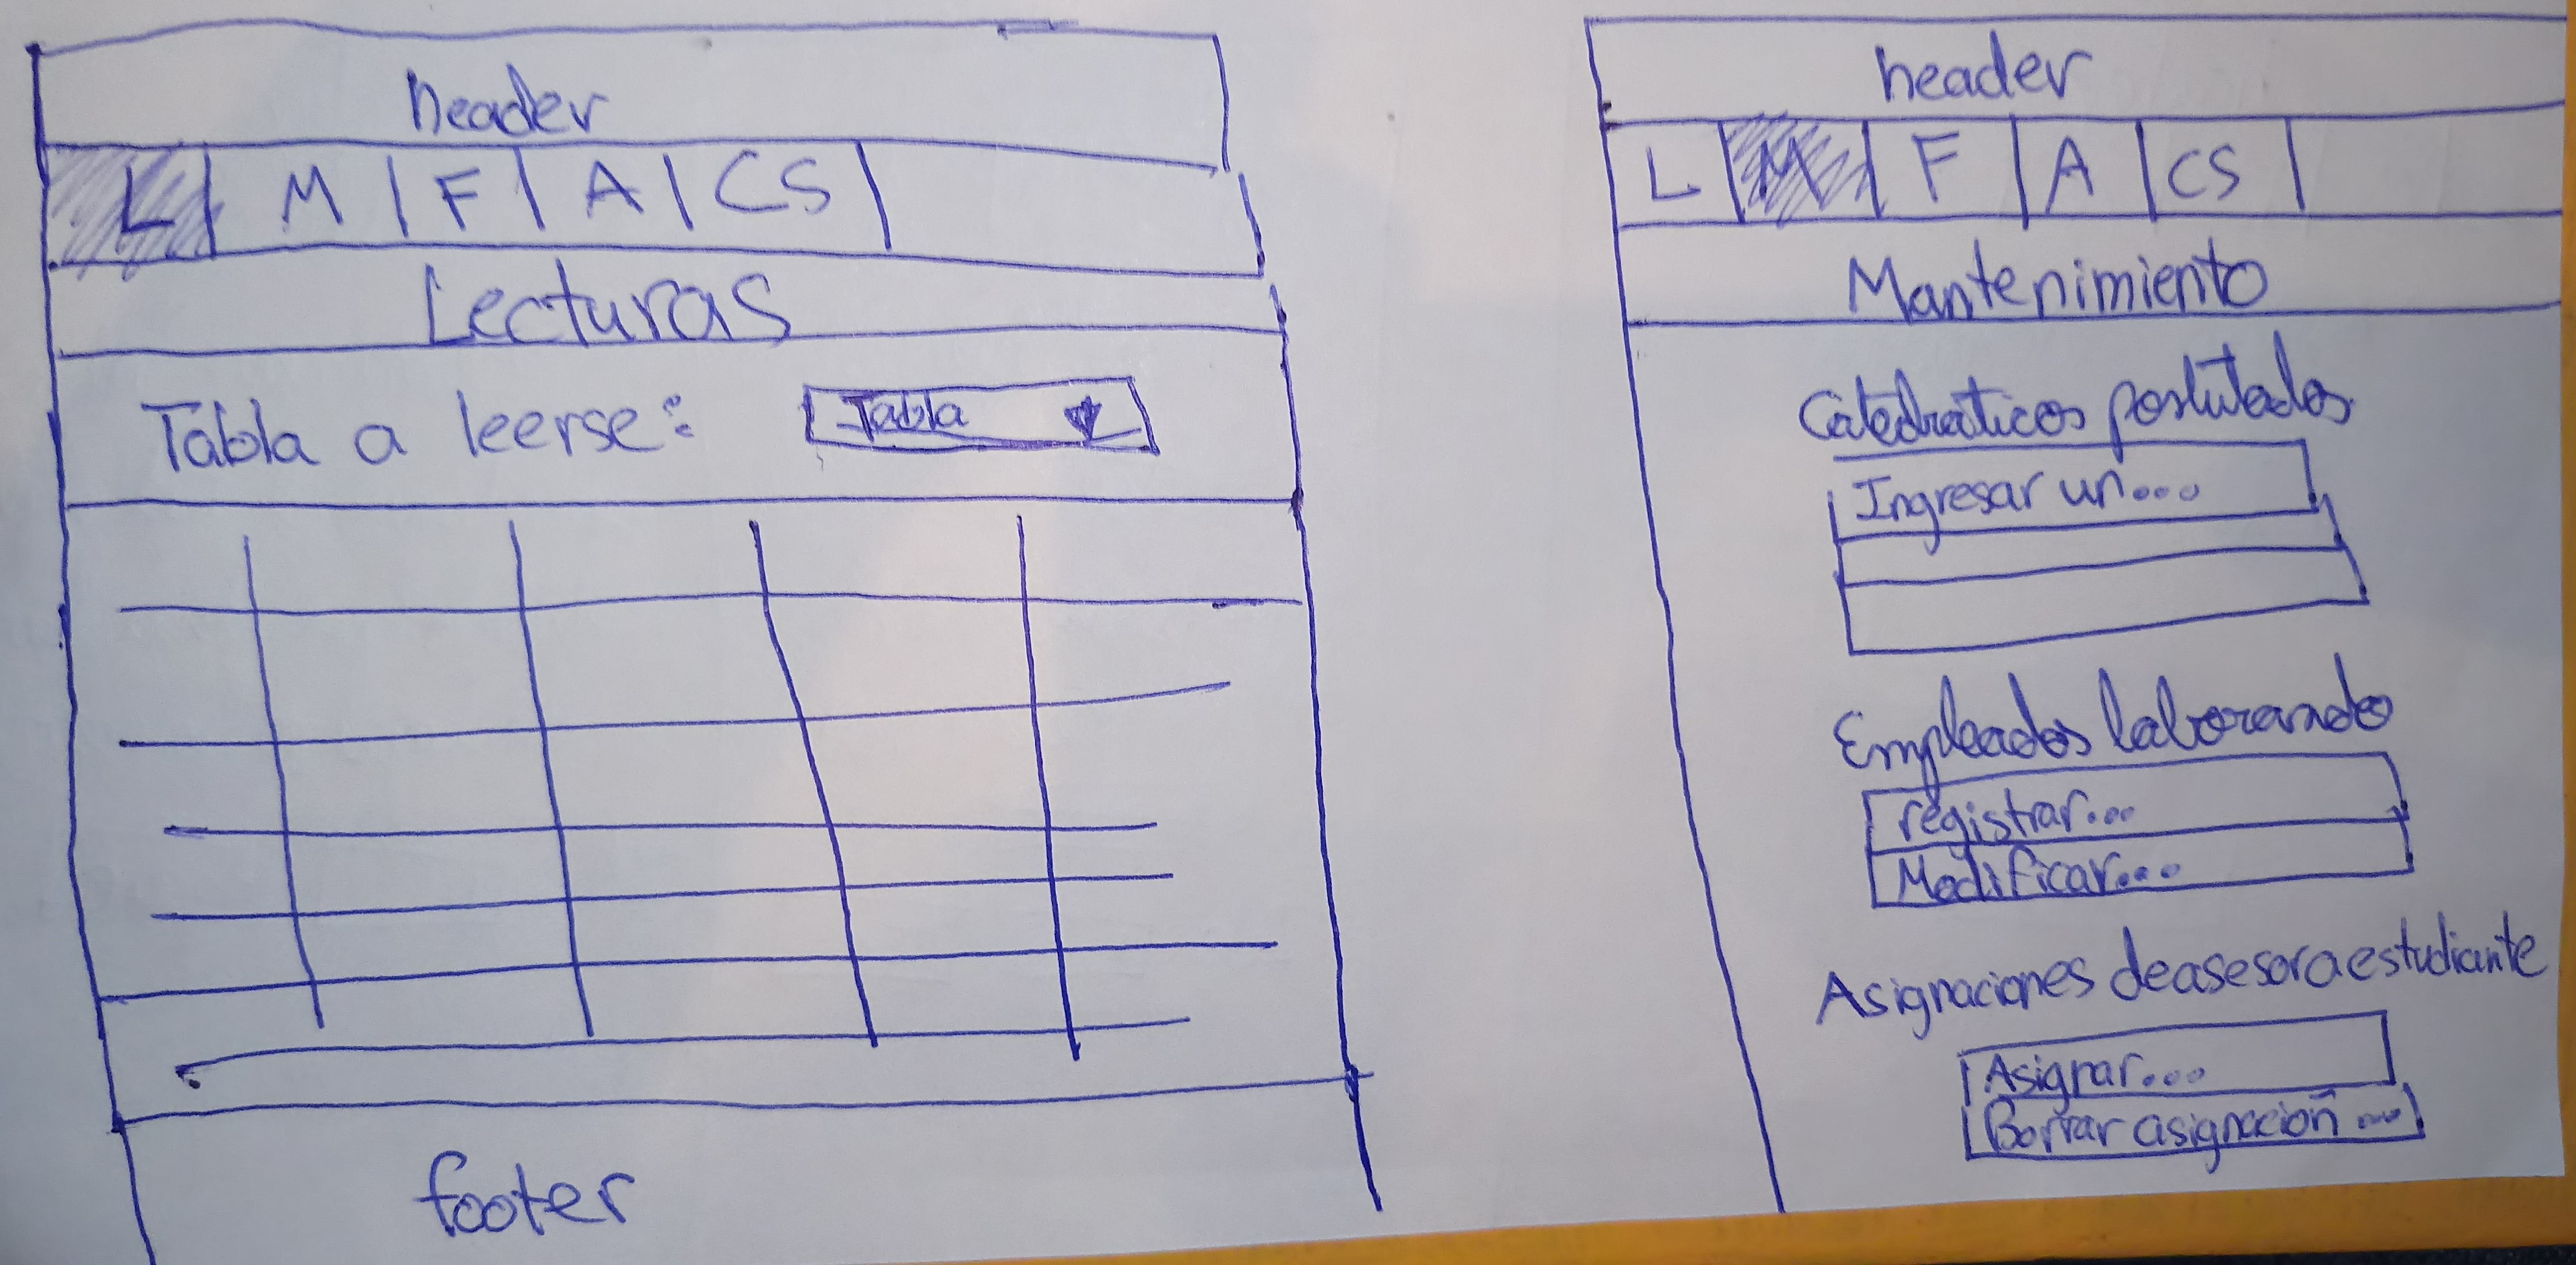 header
L M F A CS
Lecturas
Tabla a leerse: Tabla
footer
header
L M F A CS
Mantenimiento
Catedráticos postulados
Ingresar un...
Empleados laborando
registrar...
Modificar...
Asignaciones de asesor a estudiante
Asignar...
Borrar asignación ...